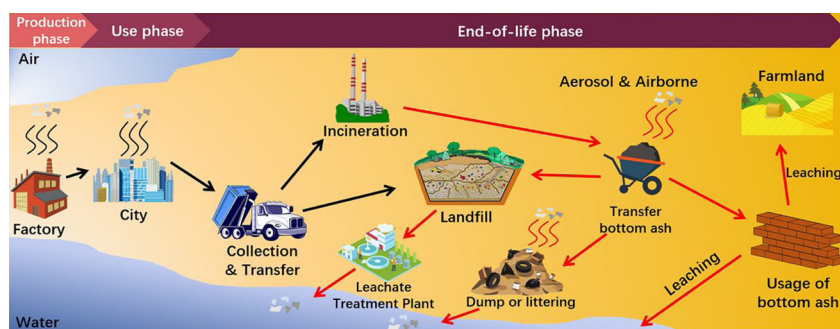 Production
phase
Use phase
End-of-life phase
Air
Aerosol & Airborne
Farmland
Incineration
Leaching
Factory
City
Landfill
Transfer
bottom ash
Collection
& Transfer
Leachate
Treatment Plant
Dump or littering
Leaching
Usage of
bottom ash
Water